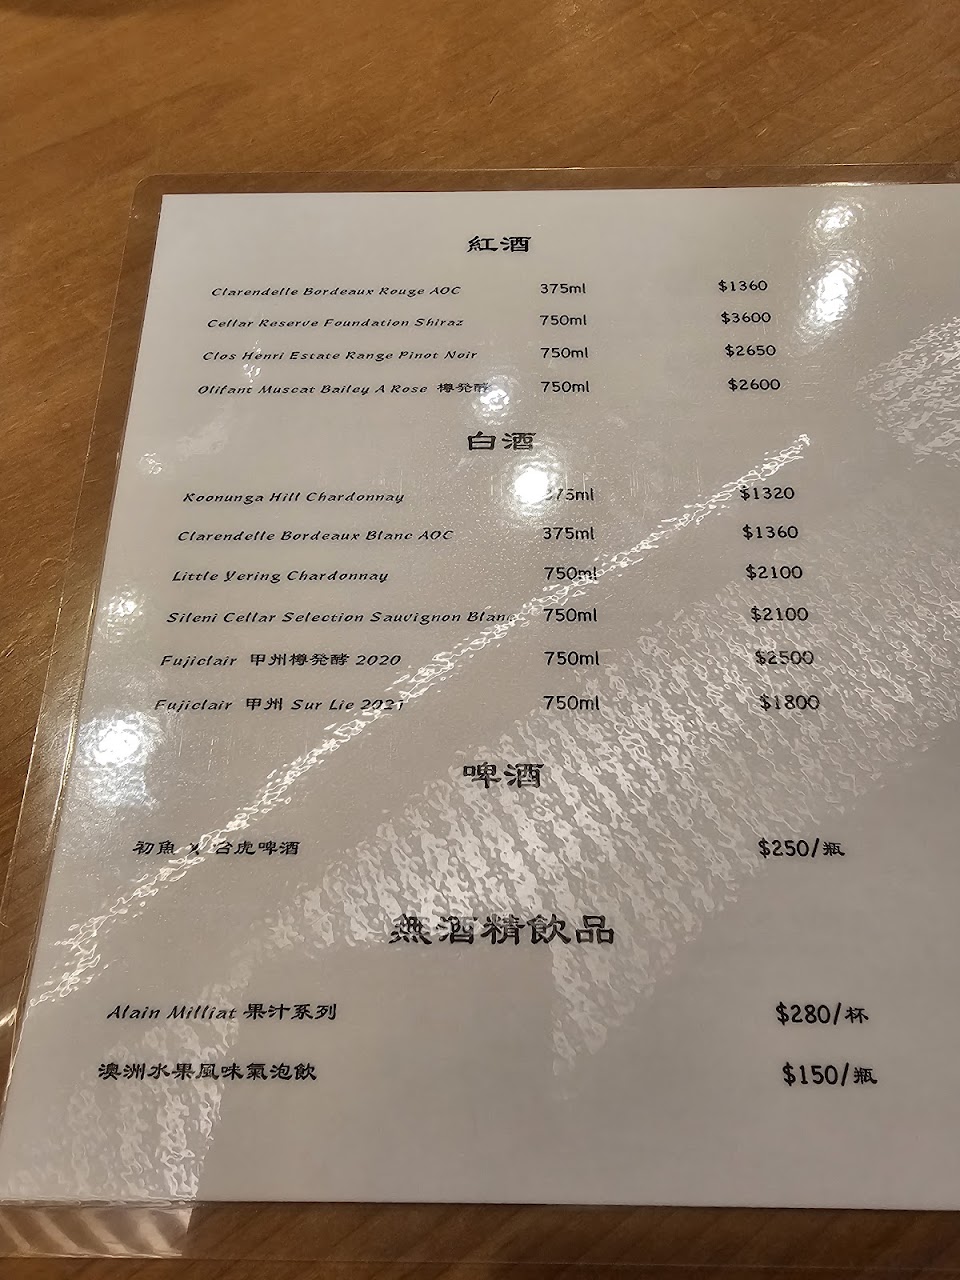 紅酒
Clarendelle Bordeaux Rouge AOC 375ml $1360
Cellar Reserve Foundation Shiraz 750ml $3600
Clos Henri Estate Range Pinot Noir 750ml $2650
Olifant Muscat Bailey A Rose 樽発酵 750ml $2600
白酒
Koonunga Hill Chardonnay 375ml $1320
Clarendelle Bordeaux Blanc AOC 375ml $1360
Little Yering Chardonnay 750ml $2100
Sileni Cellar Selection Sauvignon Blanc 750ml $2100
Fujiclair 甲州樽発酵 2020 750ml $2500
Fujiclair 甲州 Sur Lie 2021 750ml $1800
啤酒
初魚 台虎啤酒 $250/瓶
無酒精飲品
Alain Milliat 果汁系列 $280/杯
澳洲水果風味氣泡飲 $150/瓶